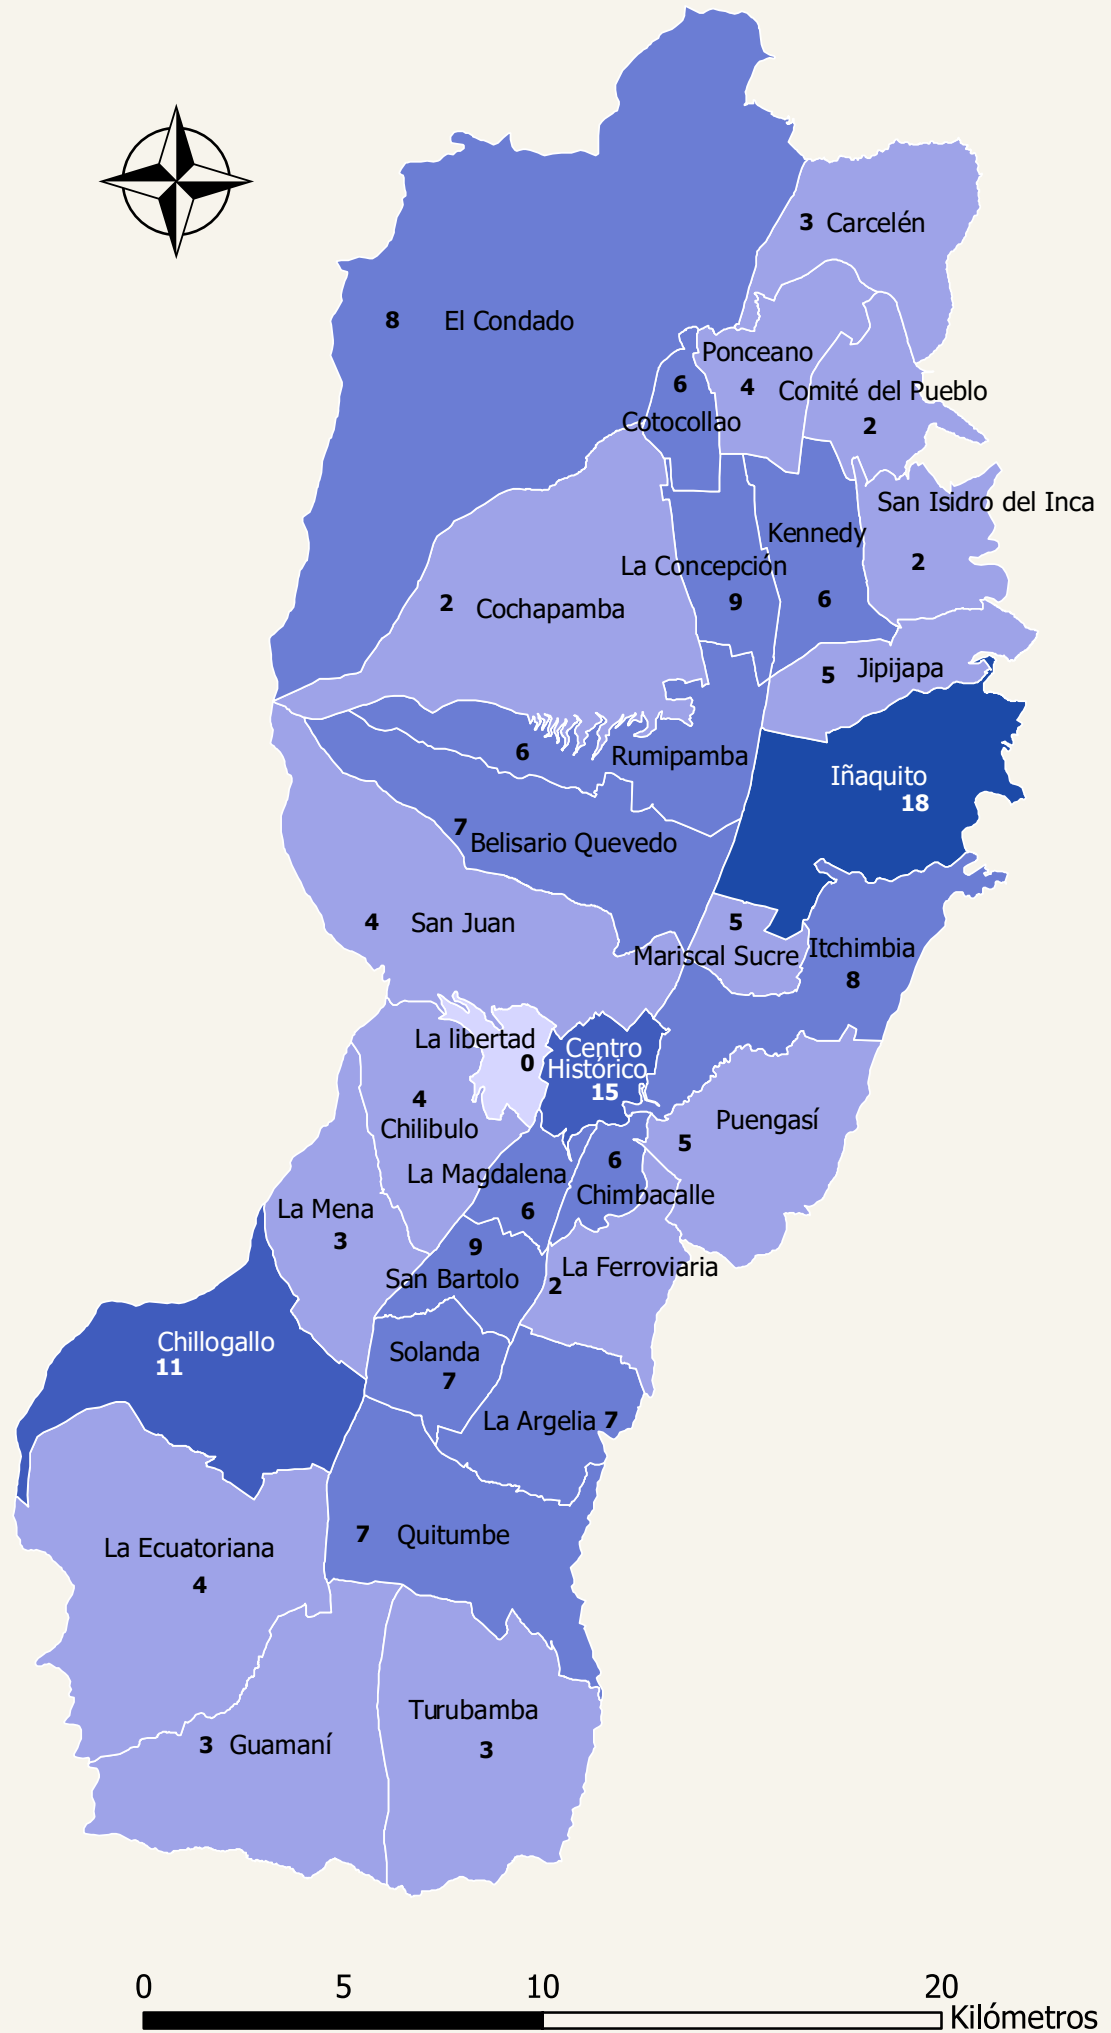 3 Carcelén
8 El Condado
Ponceano
4
6
Cotocollao
Comité del Pueblo
2
San Isidro del Inca
2
Kennedy
6
La Concepción
9
2 Cochapamba
5 Jipijapa
6 Rumipamba
Iñaquito
18
7 Belisario Quevedo
4 San Juan
5
Mariscal Sucre
Itchimbia
8
La libertad
0
Centro
Histórico
15
4
Chilibulo
Puengasí
5
6
Chimbacalle
La Magdalena
6
La Mena
3
9
San Bartolo
La Ferroviaria
2
Chillogallo
11
Solanda
7
La Argelia 7
7 Quitumbe
La Ecuatoriana
4
Turubamba
3
3 Guamaní
0 5 10 20
Kilómetros